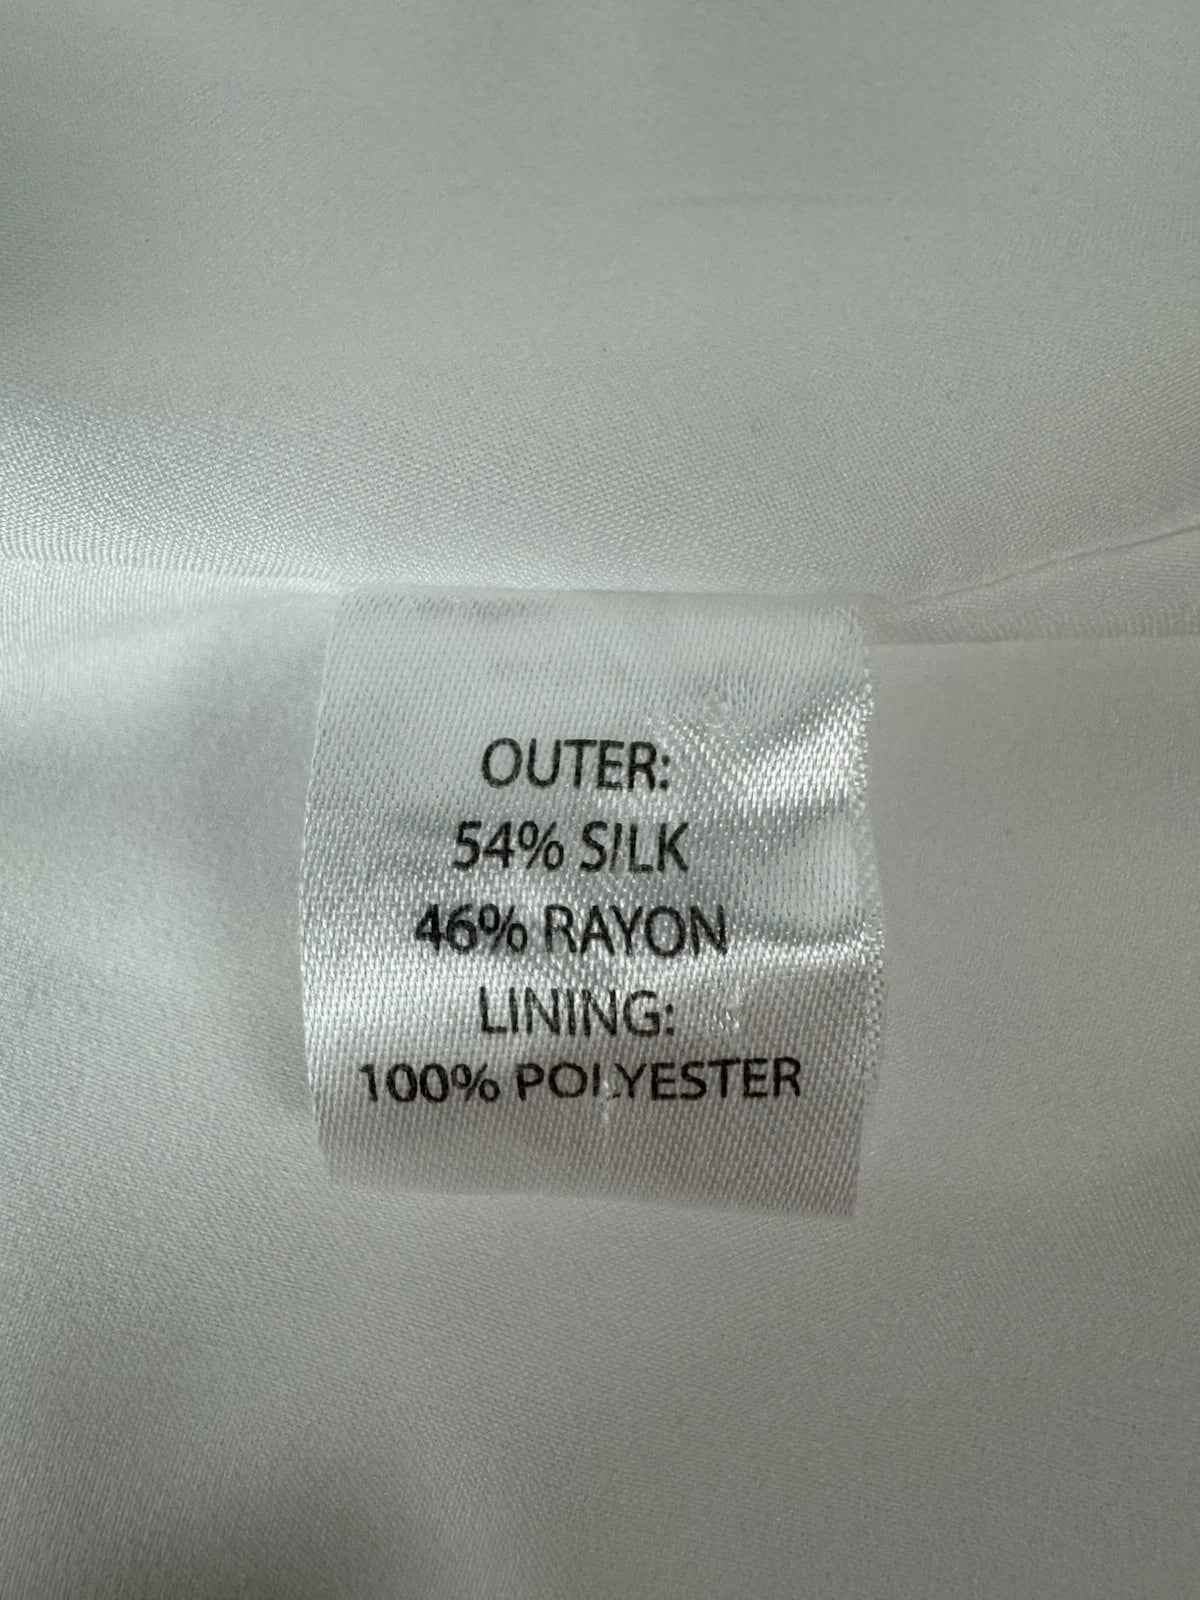 OUTER:
54% SILK
46% RAYON
LINING:
100% POLYESTER